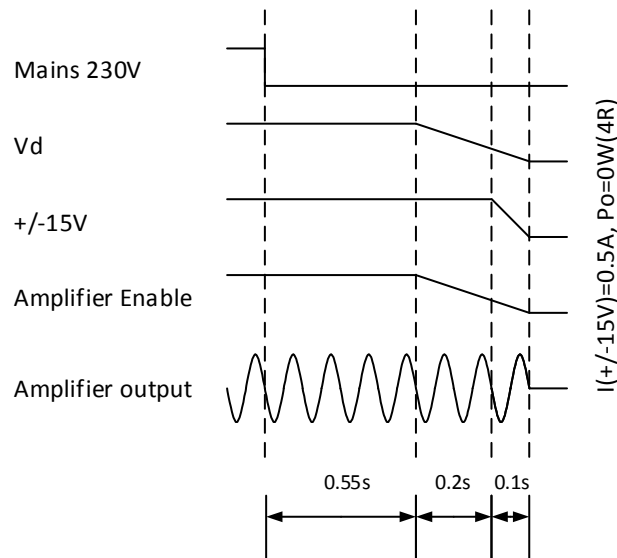 Mains 230V
Vd
+/-15V
Amplifier Enable
Amplifier output
0.55s
0.2s
0.1s
I(+/-15V)=0.5A, Po=0W(4R)